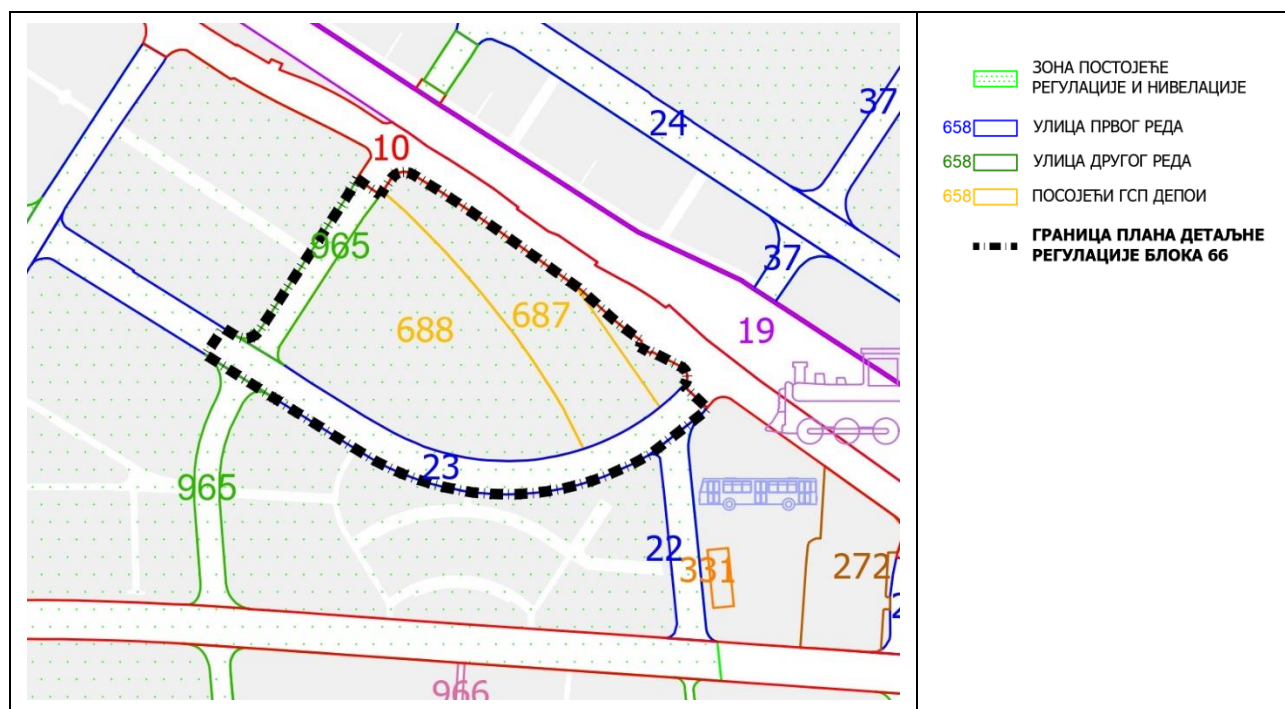 24
37
10
37
965
687
688
19
23
965
22
331
272
2
966
ЗОНА ПОСТОЈЕЋЕ
РЕГУЛАЦИЈЕ И НИВЕЛАЦИЈЕ
658 УЛИЦА ПРВОГ РЕДА
658 УЛИЦА ДРУГОГ РЕДА
658 ПОСОЈЕЋИ ГСП ДЕПОИ
ГРАНИЦА ПЛАНА ДЕТАЉНЕ
РЕГУЛАЦИЈЕ БЛОКА 66